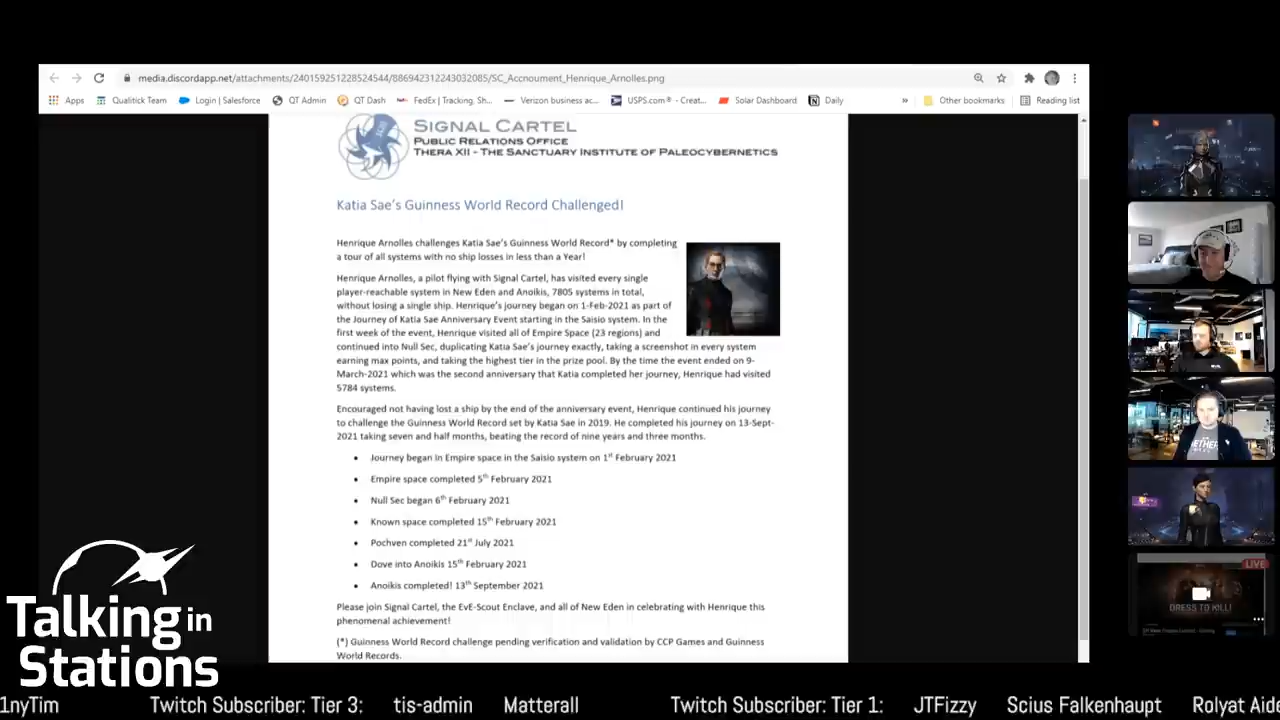 media.discordapp.net/attachments/240159251228524544/886942312243032085/SC_Accnoument_Henrique_Arnolles.png
Apps Qualitick Team Login | Salesforce QT Admin QT Dash FedEx | Tracking, Sh... Verizon business ac... USPS.com® - Creat... Solar Dashboard Daily » Other bookmarks Reading list
SIGNAL CARTEL
PUBLIC RELATIONS OFFICE
THERA XII - THE SANCTUARY INSTITUTE OF PALEOCYBERNETICS
Katia Sae's Guinness World Record Challenged!
Henrique Arnolles challenges Katia Sae's Guinness World Record* by completing
a tour of all systems with no ship losses in less than a Year!
Henrique Arnolles, a pilot flying with Signal Cartel, has visited every single
player-reachable system in New Eden and Anoikis, 7805 systems in total,
without losing a single ship. Henrique's journey began on 1-Feb-2021 as part of
the Journey of Katia Sae Anniversary Event starting in the Saisio system. In the
first week of the event, Henrique visited all of Empire Space (23 regions) and
continued into Null Sec, duplicating Katia Sae's journey exactly, taking a screenshot in every system
earning max points, and taking the highest tier in the prize pool. By the time the event ended on 9-
March-2021 which was the second anniversary that Katia completed her journey, Henrique had visited
5784 systems.
Encouraged not having lost a ship by the end of the anniversary event, Henrique continued his journey
to challenge the Guinness World Record set by Katia Sae in 2019. He completed his journey on 13-Sept-
2021 taking seven and half months, beating the record of nine years and three months.
• Journey began in Empire space in the Saisio system on 1st February 2021
• Empire space completed 5th February 2021
• Null Sec began 6th February 2021
• Known space completed 15th February 2021
• Pochven completed 21st July 2021
• Dove into Anoikis 15th February 2021
• Anoikis completed! 13th September 2021
Please join Signal Cartel, the EvE-Scout Enclave, and all of New Eden in celebrating with Henrique this
phenomenal achievement!
(*) Guinness World Record challenge pending verification and validation by CCP Games and Guinness
World Records.
LIVE
DRESS TO KILL!
Talking in
Stations
1nyTim Twitch Subscriber: Tier 3: tis-admin Matterall Twitch Subscriber: Tier 1: JTFizzy Scius Falkenhaupt Rolyat Aide